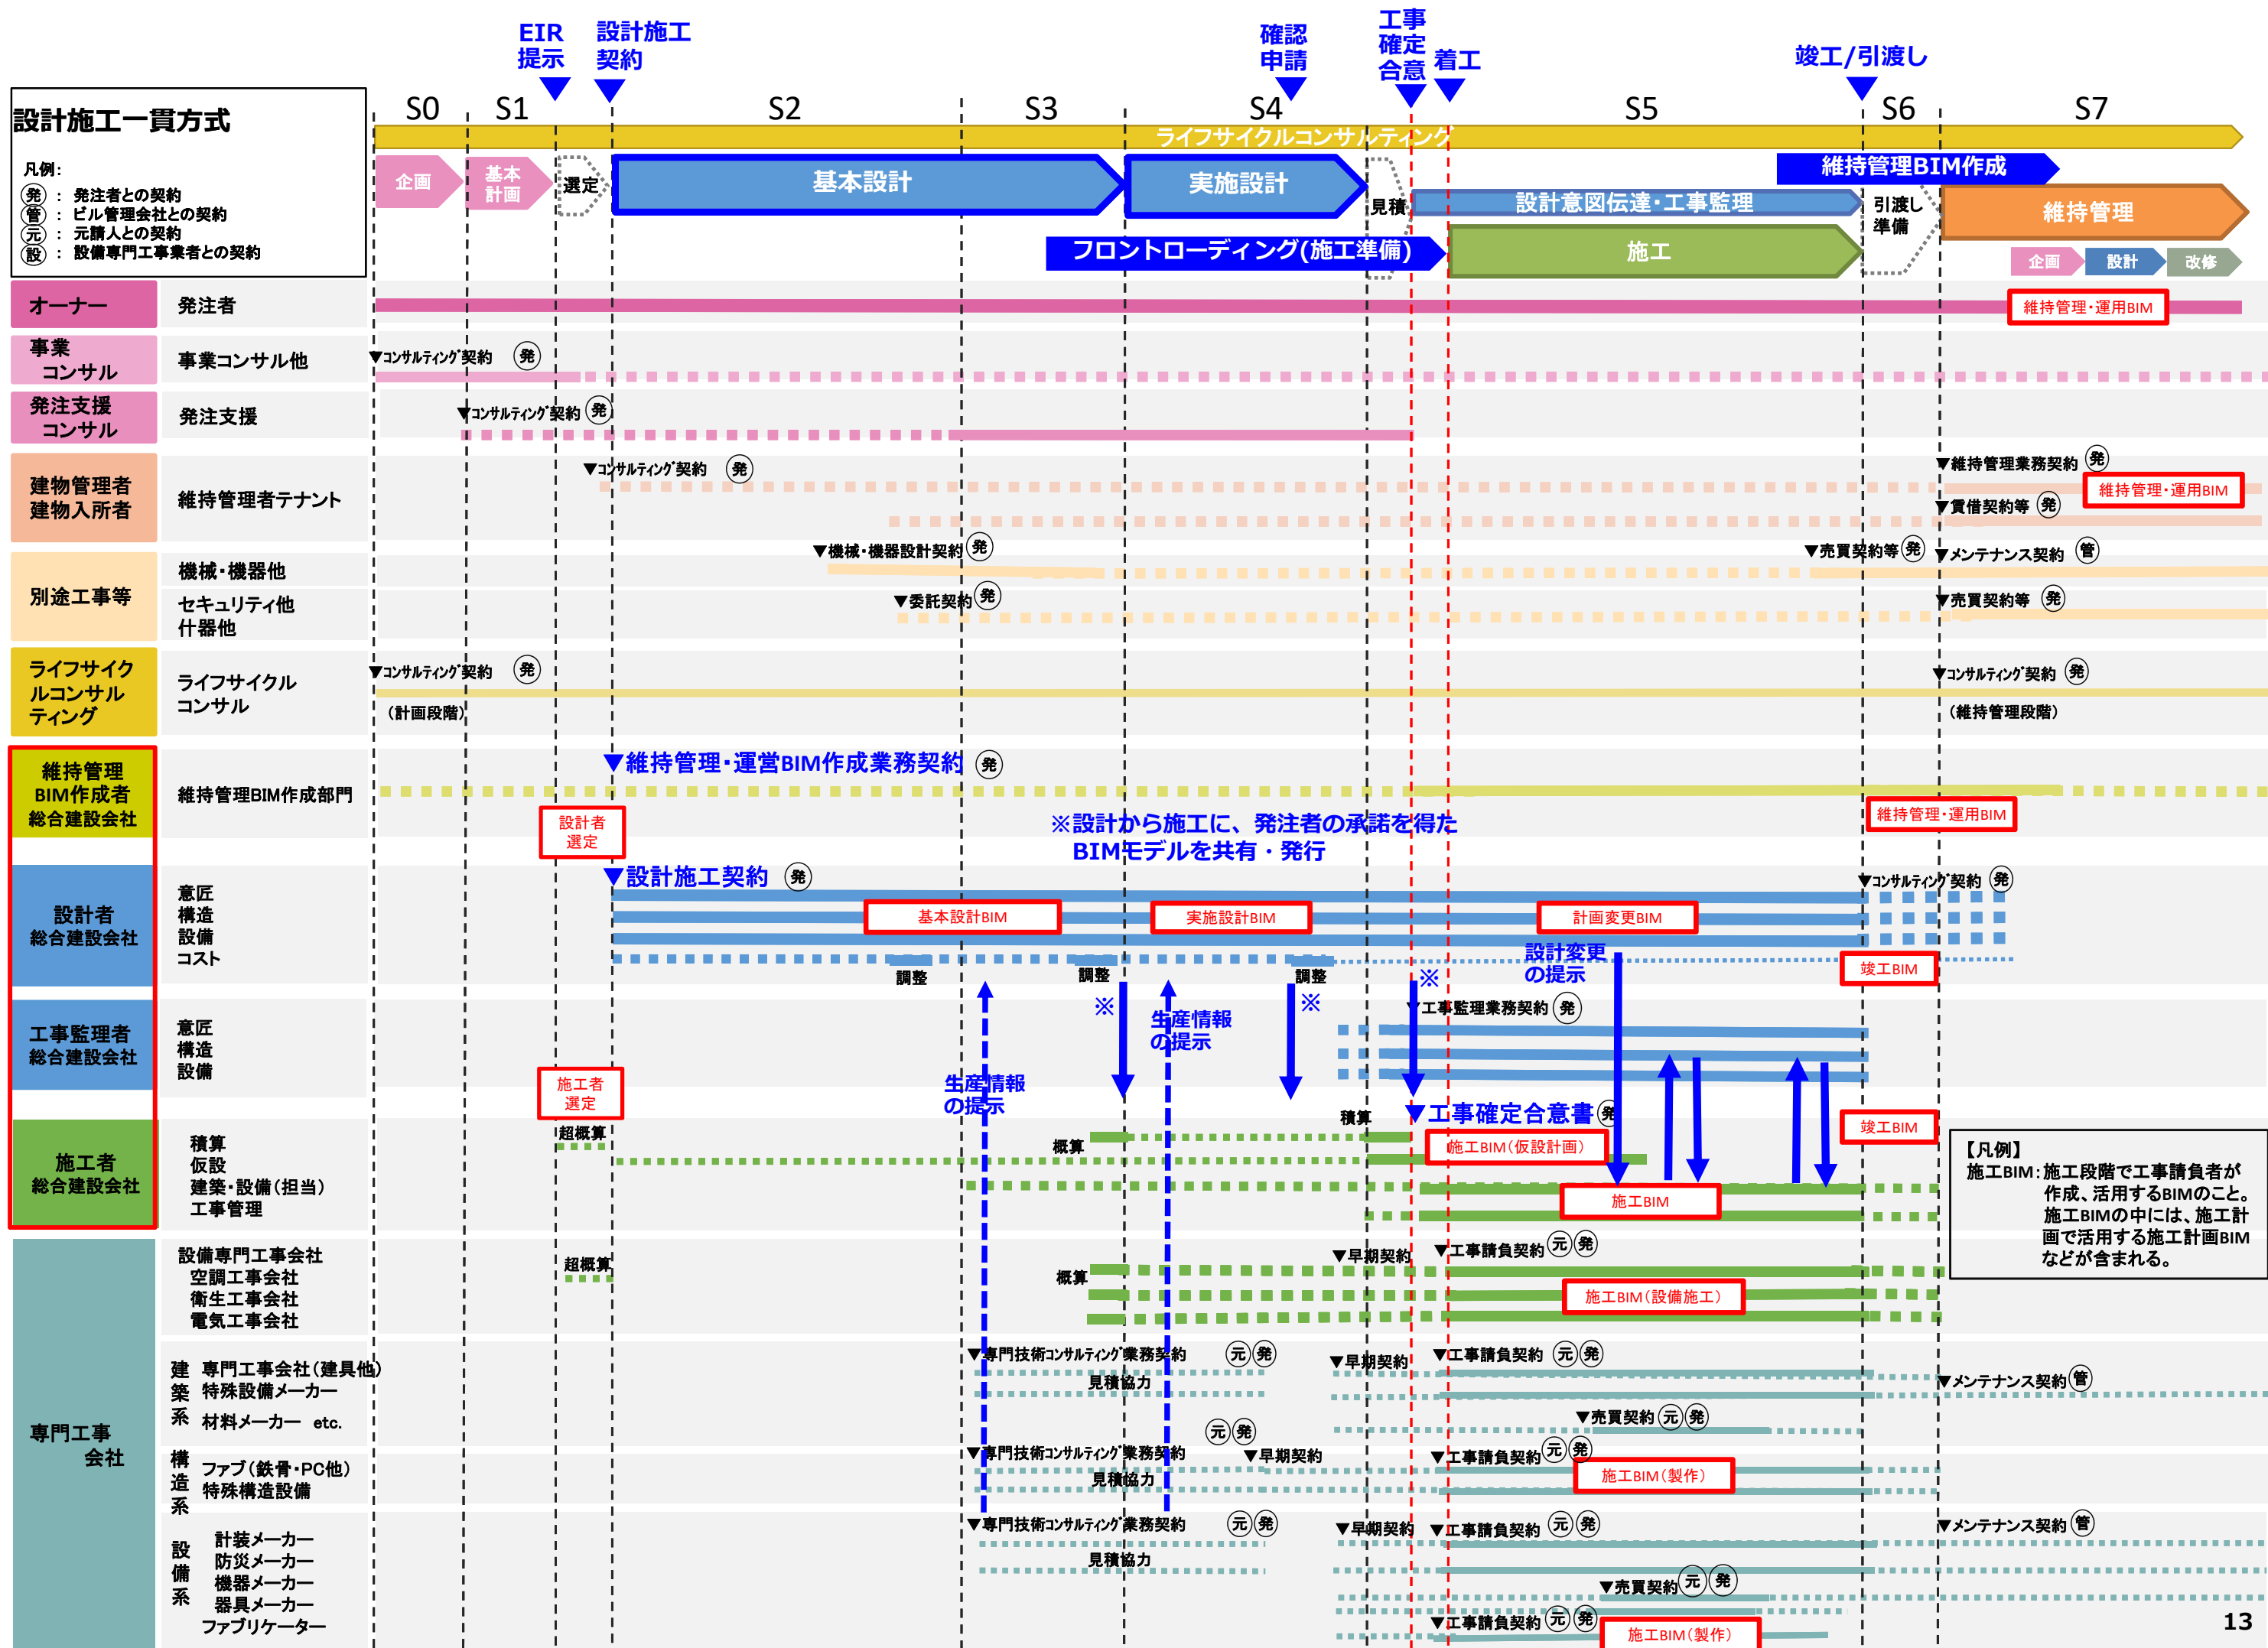 EIR
提示
設計施工
契約
確認
申請
工事
確定
合意
着工
竣工/引渡し
設計施工一貫方式
凡例：
発 ： 発注者との契約
管 ： ビル管理会社との契約
元 ： 元請人との契約
設 ： 設備専門工事業者との契約
S0 S1 S2 S3 S4 S5 S6 S7
ライフサイクルコンサルティング
企画
基本
計画
選定
基本設計
実施設計
見積
設計意図伝達・工事監理
維持管理BIM作成
引渡し
準備
維持管理
フロントローディング(施工準備)
施工
企画 設計 改修
オーナー
発注者
維持管理・運用BIM
事業
コンサル
事業コンサル他
▼コンサルティング契約 発
発注支援
コンサル
発注支援
▼コンサルティング契約 発
建物管理者
建物入所者
維持管理者テナント
▼コンサルティング契約 発
▼維持管理業務契約 発
維持管理・運用BIM
▼賃借契約等 発
別途工事等
機械・機器他
▼機械・機器設計契約 発
▼売買契約等 発
▼メンテナンス契約 管
セキュリティ他
什器他
▼委託契約 発
▼売買契約等 発
ライフサイク
ルコンサル
ティング
ライフサイクル
コンサル
▼コンサルティング契約 発
（計画段階）
▼コンサルティング契約 発
（維持管理段階）
維持管理
BIM作成者
総合建設会社
維持管理BIM作成部門
▼維持管理・運営BIM作成業務契約 発
維持管理・運用BIM
設計者
選定
※設計から施工に、発注者の承諾を得た
BIMモデルを共有・発行
設計者
総合建設会社
意匠
構造
設備
コスト
▼設計施工契約 発
▼コンサルティング契約 発
基本設計BIM
実施設計BIM
計画変更BIM
設計変更
の提示
竣工BIM
調整
調整
調整
※
※
※
工事監理者
総合建設会社
意匠
構造
設備
▼工事監理業務契約 発
生産情報
の提示
生産情報
の提示
施工者
選定
施工者
総合建設会社
積算
仮設
建築・設備（担当）
工事管理
超概算
概算
積算
▼工事確定合意書 発
施工BIM（仮設計画）
竣工BIM
施工BIM
【凡例】
施工BIM：施工段階で工事請負者が
作成、活用するBIMのこと。
施工BIMの中には、施工計
画で活用する施工計画BIM
などが含まれる。
専門工事
会社
設備専門工事会社
空調工事会社
衛生工事会社
電気工事会社
超概算
概算
▼早期契約
▼工事請負契約 元 発
施工BIM（設備施工）
建築系
専門工事会社（建具他）
特殊設備メーカー
材料メーカー etc.
▼専門技術コンサルティング業務契約 元 発
見積協力
▼早期契約
▼工事請負契約 元 発
▼メンテナンス契約 管
▼売買契約 元 発
構造系
ファブ（鉄骨・PC他）
特殊構造設備
元 発
▼専門技術コンサルティング業務契約
見積協力
▼早期契約
▼工事請負契約 元 発
施工BIM（製作）
設備系
計装メーカー
防災メーカー
機器メーカー
器具メーカー
ファブリケーター
▼専門技術コンサルティング業務契約 元 発
見積協力
▼早期契約
▼工事請負契約 元 発
▼メンテナンス契約 管
▼売買契約 元 発
▼工事請負契約 元 発
施工BIM（製作）
13